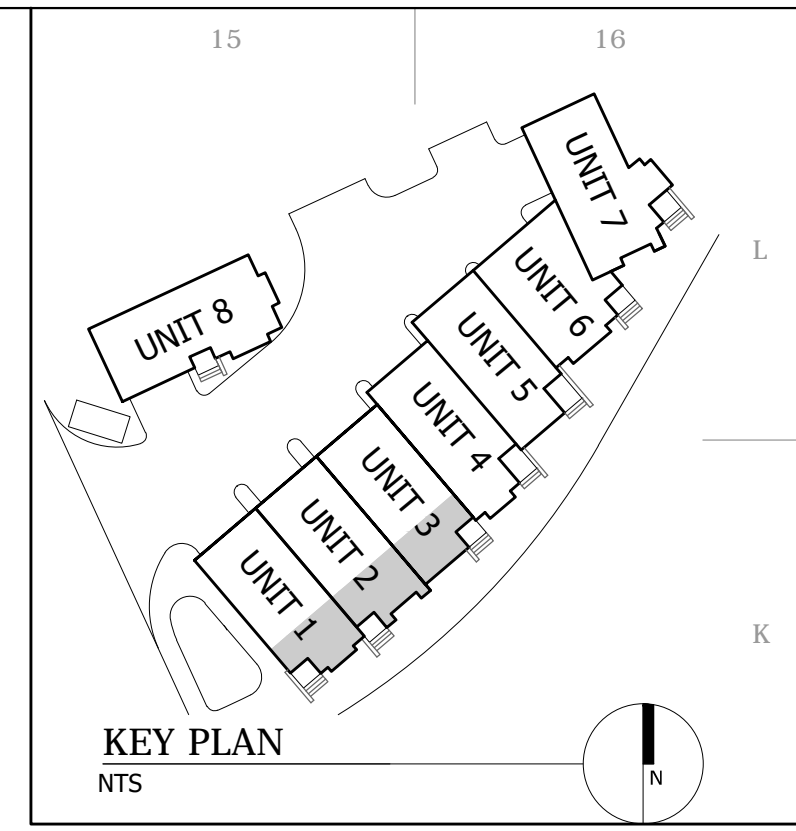 15
16
UNIT 7
L
UNIT 6
UNIT 8
UNIT 5
UNIT 4
UNIT 3
UNIT 2
UNIT 1
K
KEY PLAN
NTS
N